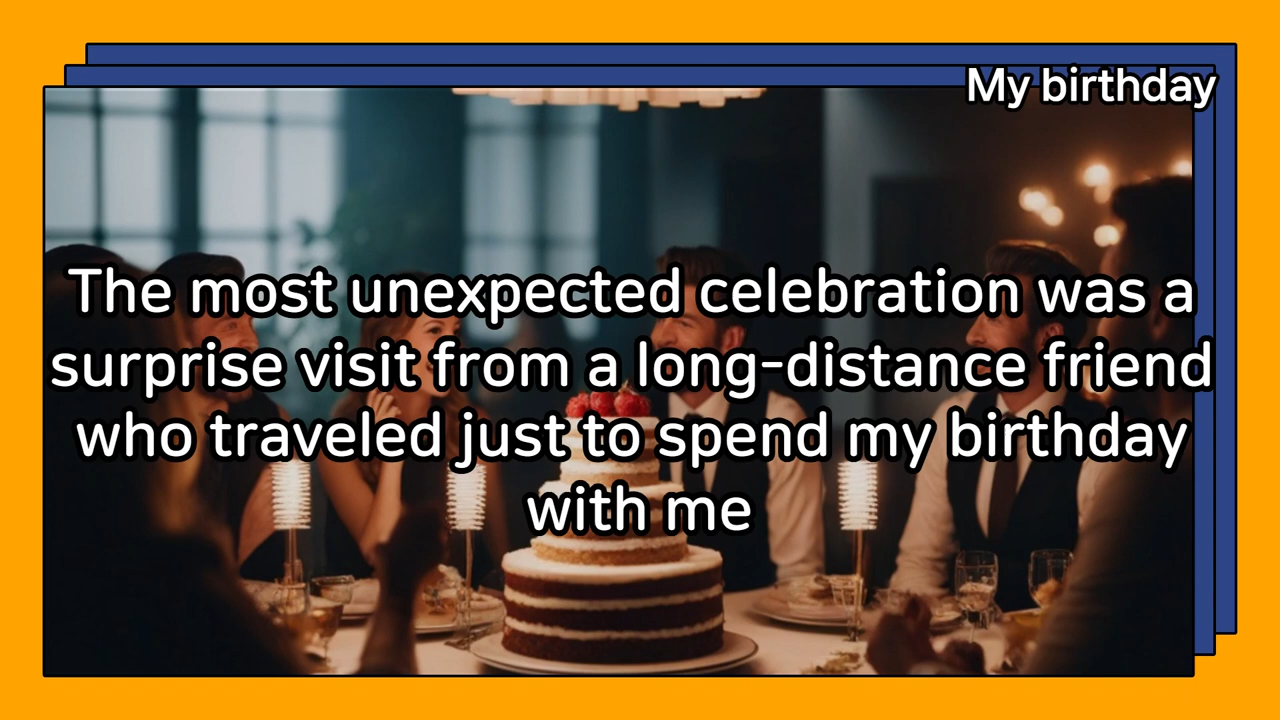 My birthday
The most unexpected celebration was a
surprise visit from a long-distance friend
who traveled just to spend my birthday
with me